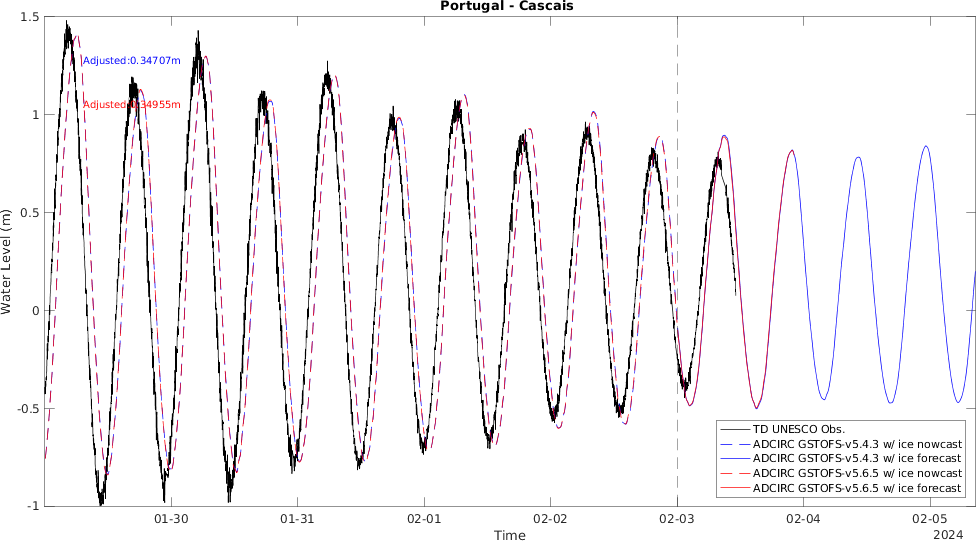 Portugal - Cascais
1.5
1
0.5
0
-0.5
-1
Water Level (m)
Adjusted:0.34707m
Adjusted:0.34955m
TD UNESCO Obs.
ADCIRC GSTOFS-v5.4.3 w/ ice nowcast
ADCIRC GSTOFS-v5.4.3 w/ ice forecast
ADCIRC GSTOFS-v5.6.5 w/ ice nowcast
ADCIRC GSTOFS-v5.6.5 w/ ice forecast
01-30 01-31 02-01 02-02 02-03 02-04 02-05
Time 2024